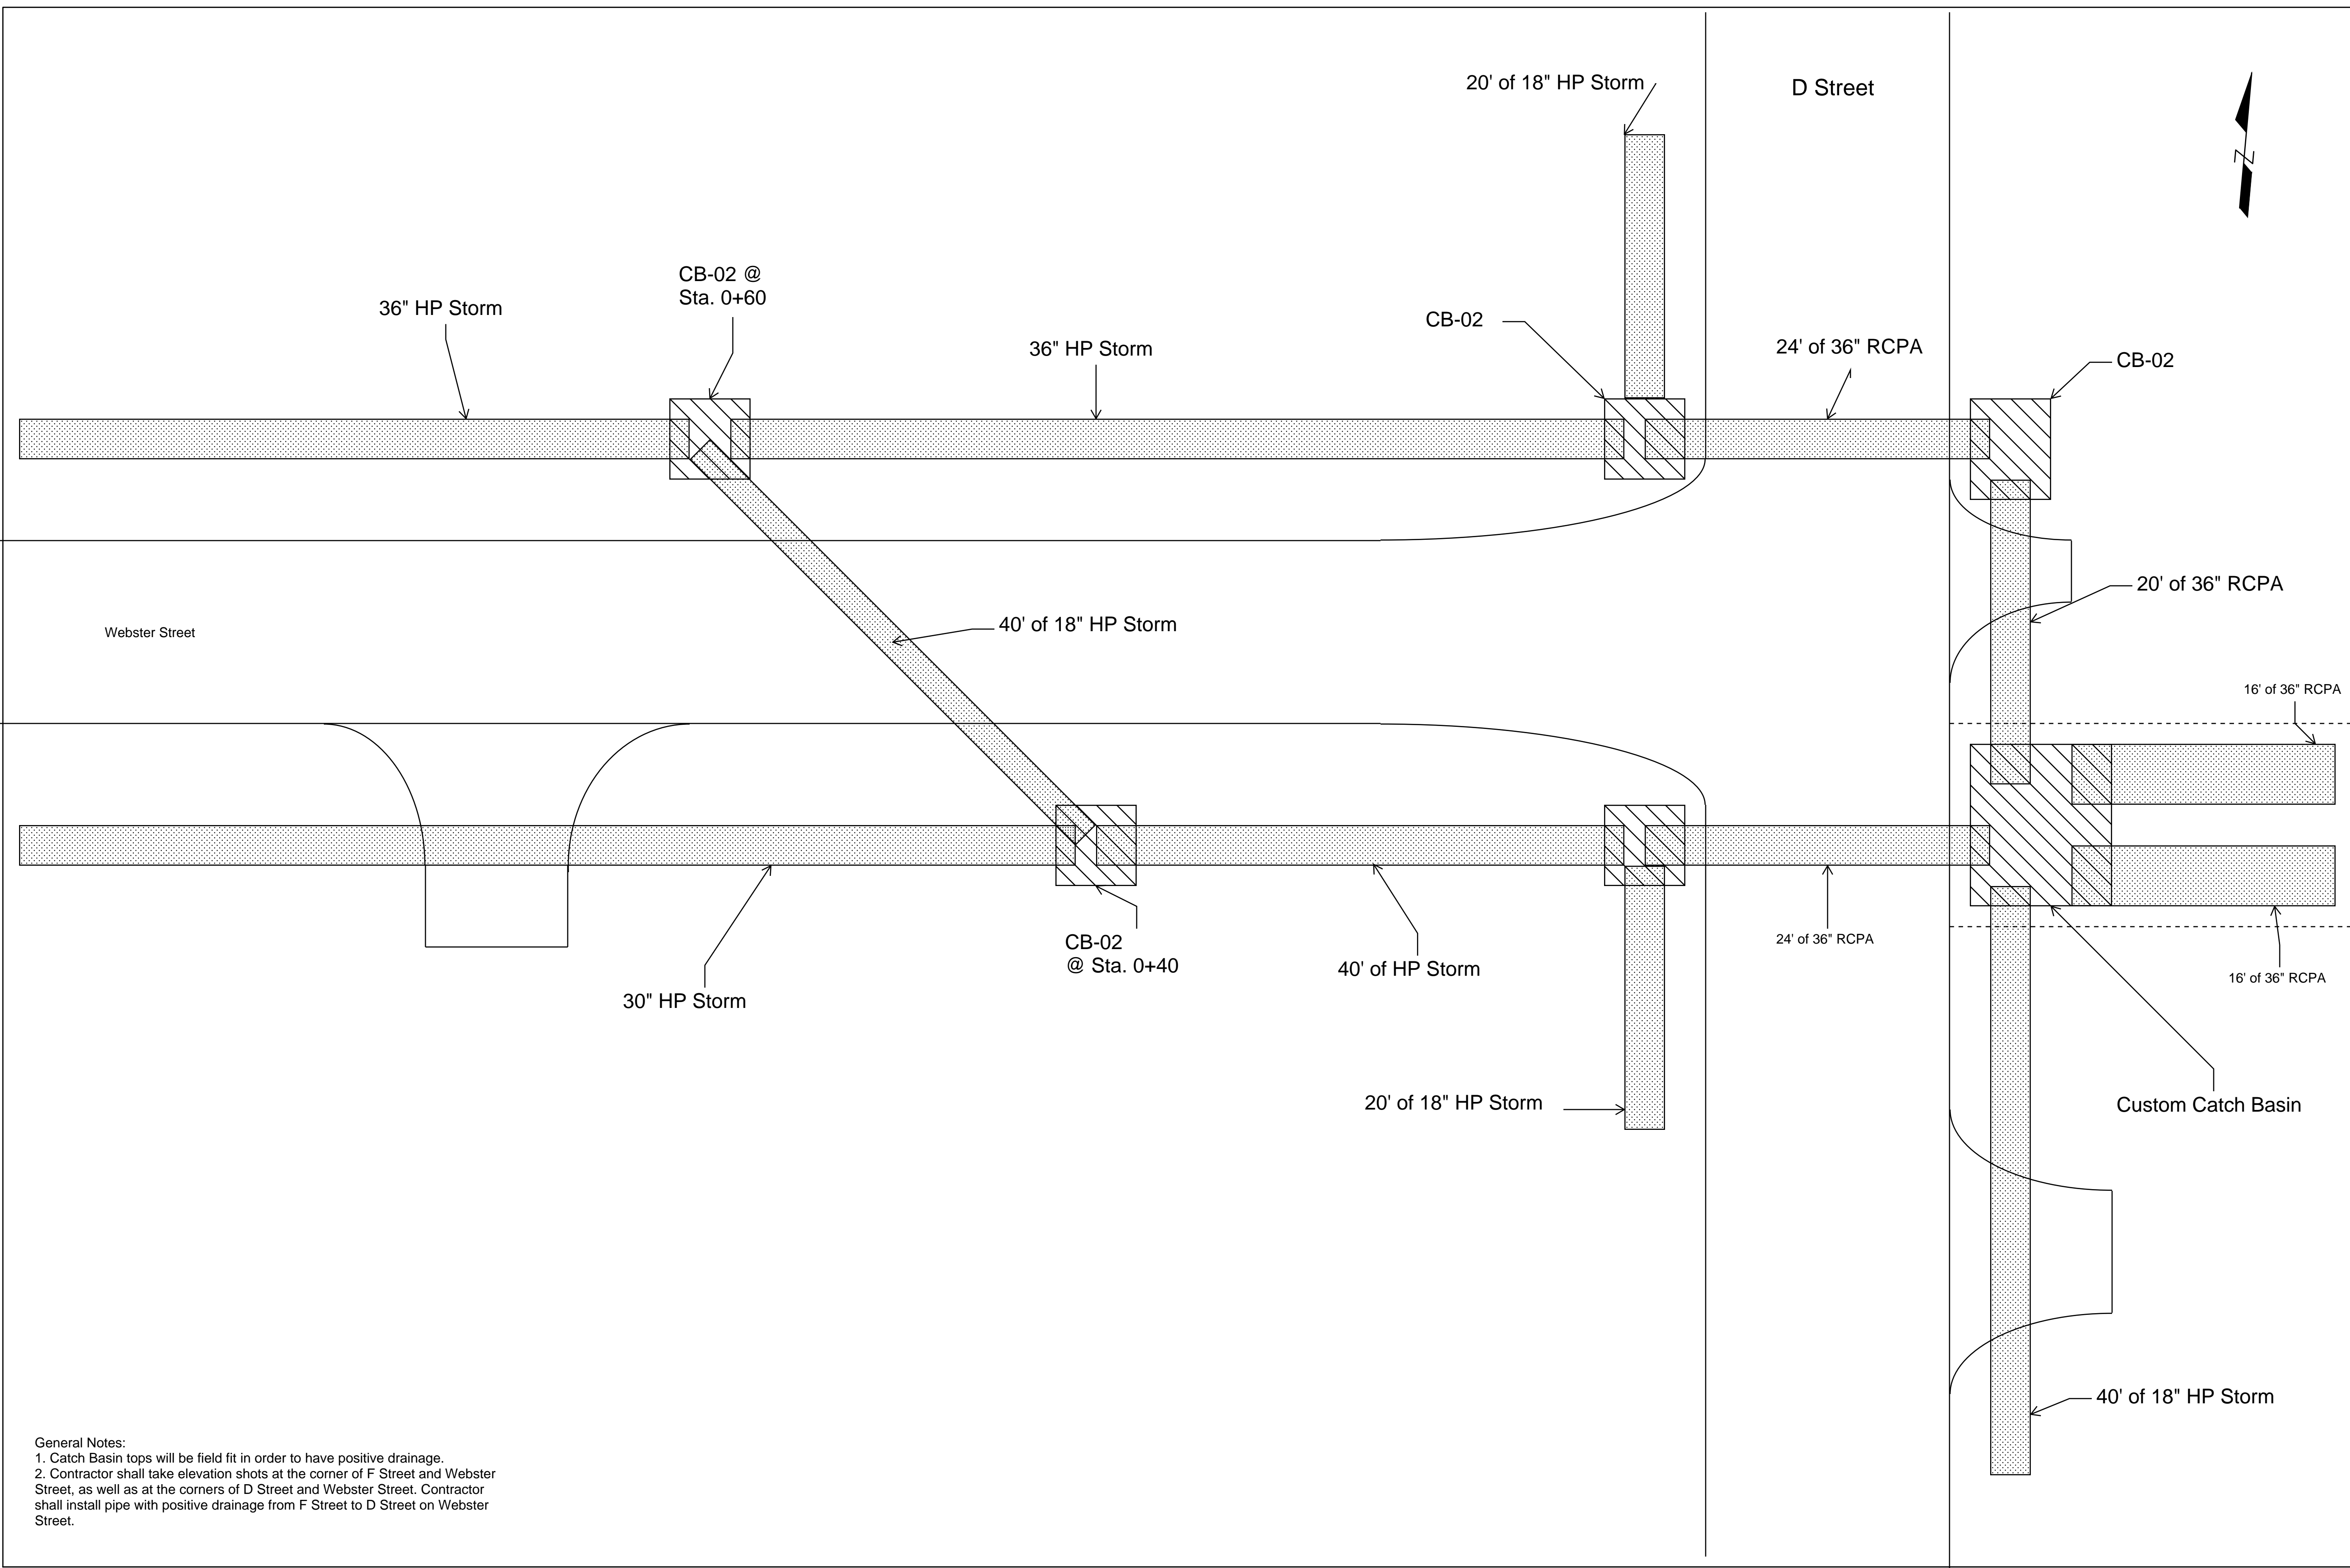 20' of 18" HP Storm
D Street
CB-02 @
Sta. 0+60
36" HP Storm
CB-02
36" HP Storm
24' of 36" RCPA
CB-02
20' of 36" RCPA
40' of 18" HP Storm
Webster Street
16' of 36" RCPA
CB-02
@ Sta. 0+40
24' of 36" RCPA
40' of HP Storm
16' of 36" RCPA
30" HP Storm
20' of 18" HP Storm
Custom Catch Basin
40' of 18" HP Storm
General Notes:
1. Catch Basin tops will be field fit in order to have positive drainage.
2. Contractor shall take elevation shots at the corner of F Street and Webster
Street, as well as at the corners of D Street and Webster Street. Contractor
shall install pipe with positive drainage from F Street to D Street on Webster
Street.